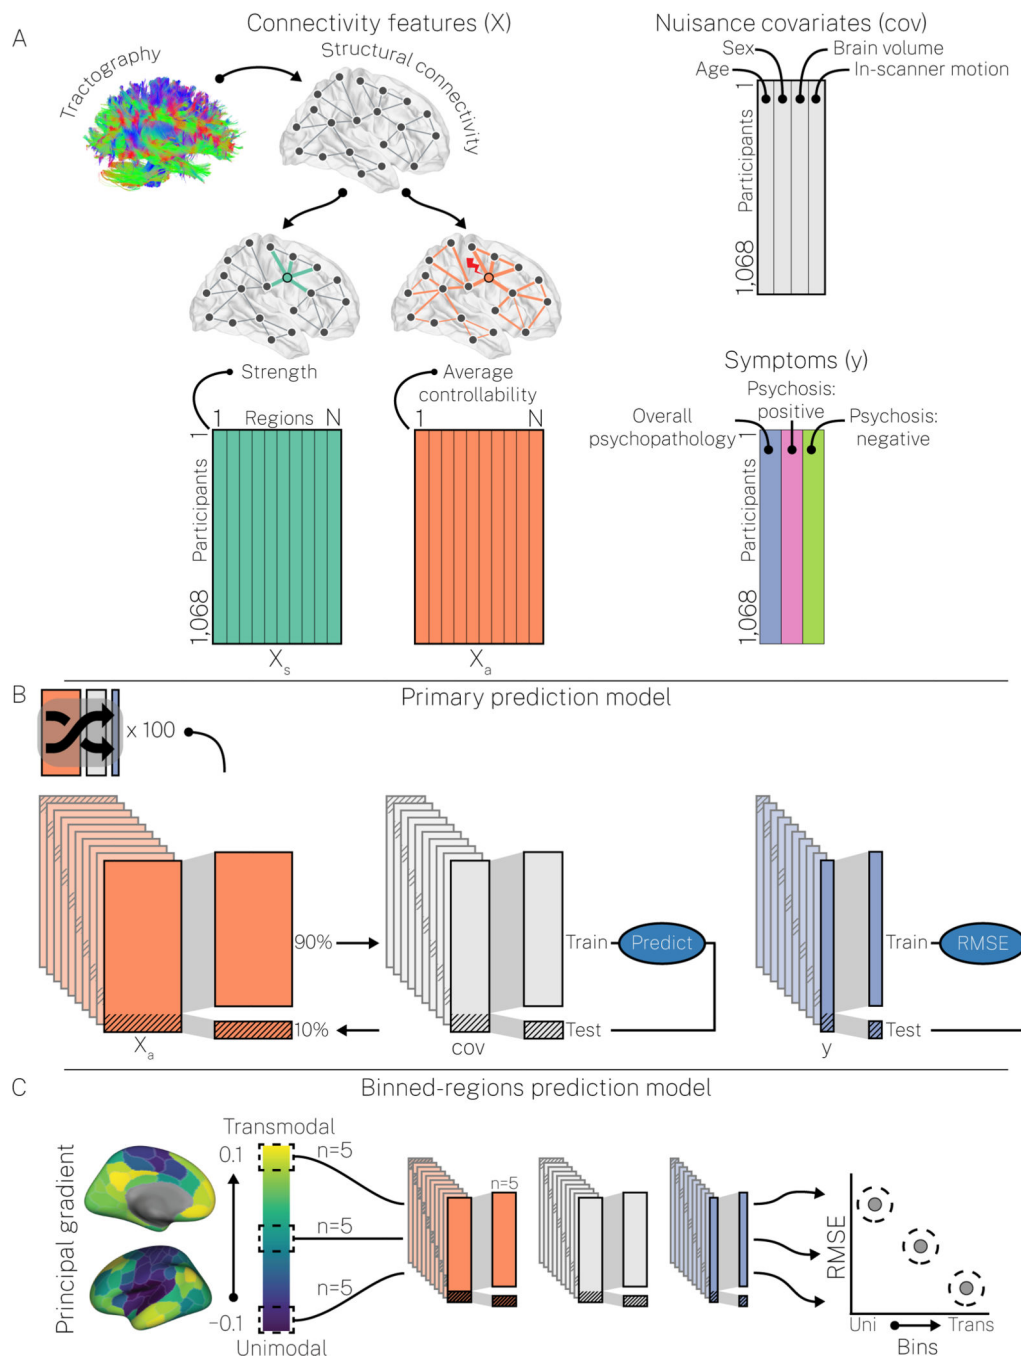 A
Connectivity features (X)
Nuisance covariates (cov)
Tractography
Structural connectivity
Sex
Brain volume
Age
In-scanner motion
1
Participants
1,068
Strength
Average
controllability
1 Regions N
1
Participants
1,068
X_s
1 N
X_a
Symptoms (y)
Psychosis:
positive
Overall
psychopathology
Psychosis:
negative
1
Participants
1,068
B
Primary prediction model
x 100
90%
Train
Predict
Train
RMSE
10%
Test
Test
X_a
cov
y
C
Binned-regions prediction model
Principal gradient
Transmodal
0.1
n=5
n=5
n=5
n=5
−0.1
Unimodal
RMSE
Uni
Trans
Bins